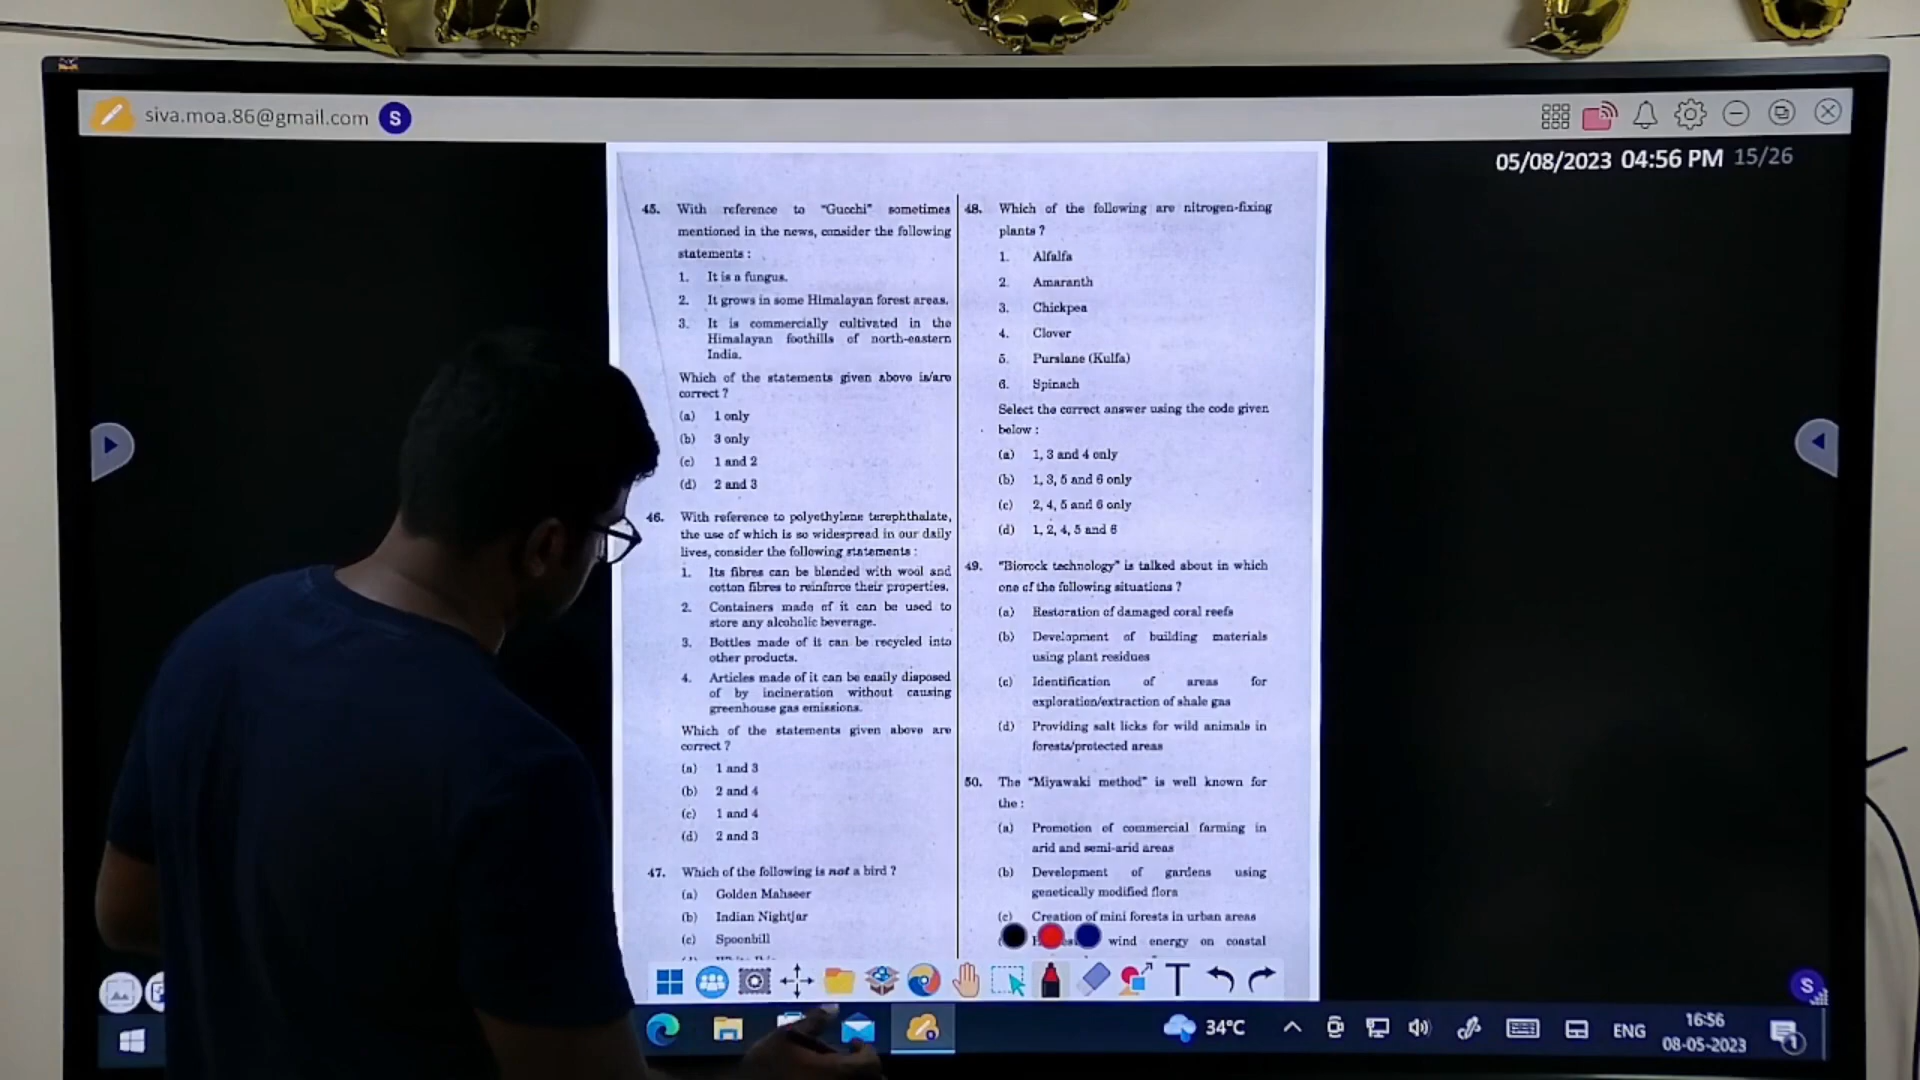 siva.moa.86@gmail.com S
05/08/2023 04:56 PM 15/26
45. With reference to "Gucchi" sometimes
mentioned in the news, consider the following
statements :
1. It is a fungus.
2. It grows in some Himalayan forest areas.
3. It is commercially cultivated in the
Himalayan foothills of north-eastern
India.
Which of the statements given above is/are
correct ?
(a) 1 only
(b) 3 only
(c) 1 and 2
(d) 2 and 3
46. With reference to polyethylene terephthalate,
the use of which is so widespread in our daily
lives, consider the following statements :
1. Its fibres can be blended with wool and
cotton fibres to reinforce their properties.
2. Containers made of it can be used to
store any alcoholic beverage.
3. Bottles made of it can be recycled into
other products.
4. Articles made of it can be easily disposed
of by incineration without causing
greenhouse gas emissions.
Which of the statements given above are
correct ?
(a) 1 and 3
(b) 2 and 4
(c) 1 and 4
(d) 2 and 3
47. Which of the following is not a bird ?
(a) Golden Mahseer
(b) Indian Nightjar
(c) Spoonbill
48. Which of the following are nitrogen-fixing
plants ?
1. Alfalfa
2. Amaranth
3. Chickpea
4. Clover
5. Purslane (Kulfa)
6. Spinach
Select the correct answer using the code given
below :
(a) 1, 3 and 4 only
(b) 1, 3, 5 and 6 only
(c) 2, 4, 5 and 6 only
(d) 1, 2, 4, 5 and 6
49. "Biorock technology" is talked about in which
one of the following situations ?
(a) Restoration of damaged coral reefs
(b) Development of building materials
using plant residues
(c) Identification of areas for
exploration/extraction of shale gas
(d) Providing salt licks for wild animals in
forests/protected areas
50. The "Miyawaki method" is well known for
the :
(a) Promotion of commercial farming in
arid and semi-arid areas
(b) Development of gardens using
genetically modified flora
(c) Creation of mini forests in urban areas
wind energy on coastal
T
S
34°C ENG 16:56
08-05-2023
1